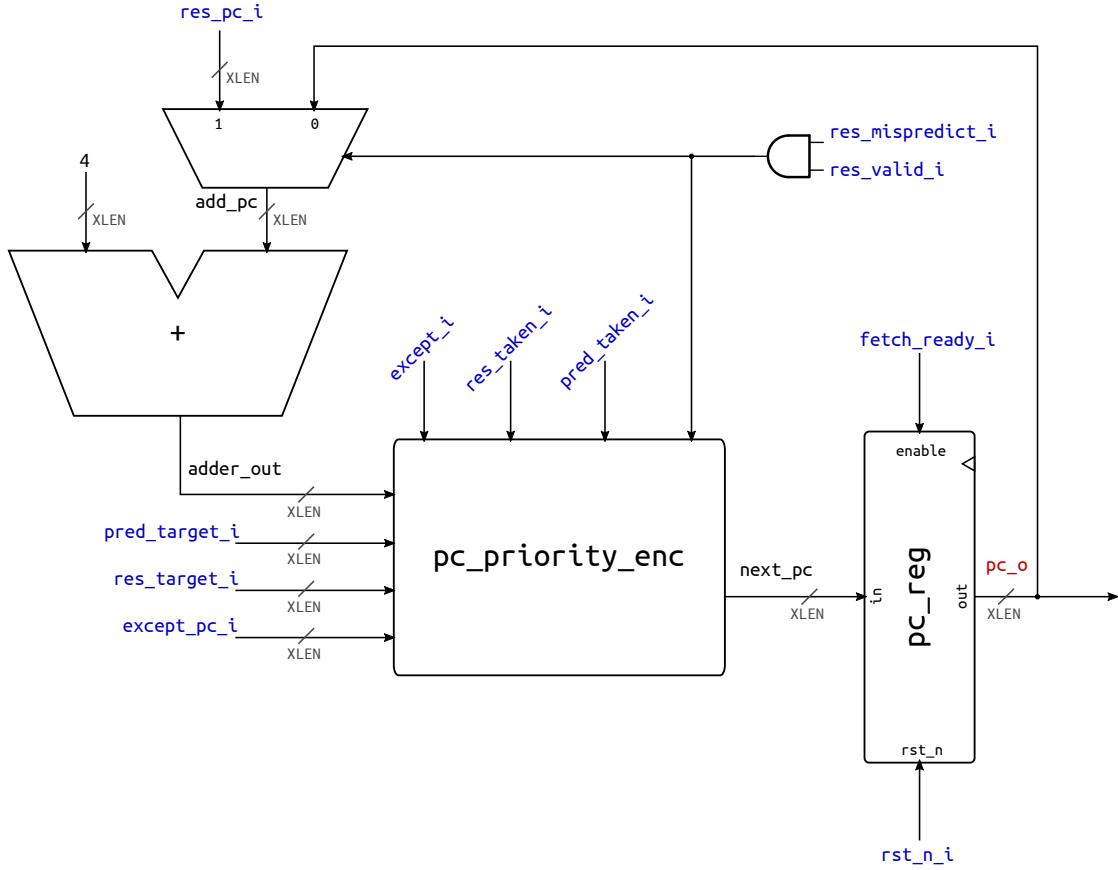 res_pc_i
XLEN
1
0
res_mispredict_i
res_valid_i
4
XLEN
add_pc
XLEN
+
except_i
res_taken_i
pred_taken_i
fetch_ready_i
enable
adder_out
XLEN
pred_target_i
XLEN
res_target_i
XLEN
except_pc_i
XLEN
pc_priority_enc
next_pc
XLEN
in
pc_reg
out
pc_o
XLEN
rst_n
rst_n_i